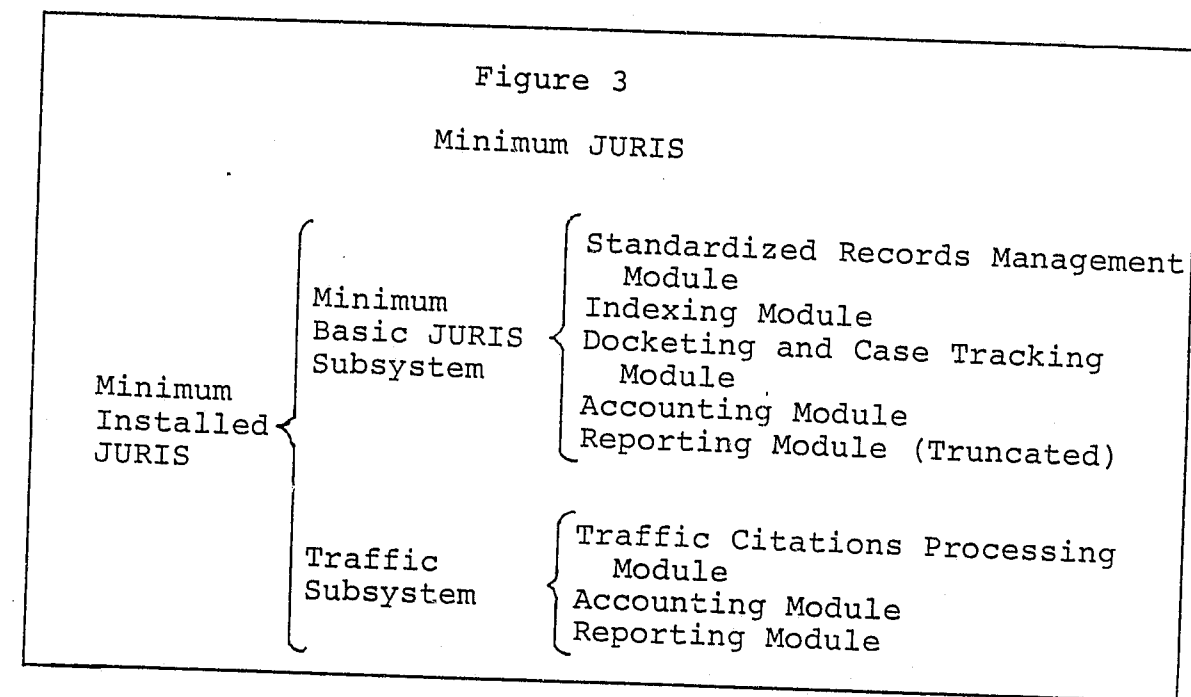 Figure 3
Minimum JURIS
Minimum
Installed
JURIS
Minimum
Basic JURIS
Subsystem
Standardized Records Management
Module
Indexing Module
Docketing and Case Tracking
Module
Accounting Module
Reporting Module (Truncated)
Traffic
Subsystem
Traffic Citations Processing
Module
Accounting Module
Reporting Module